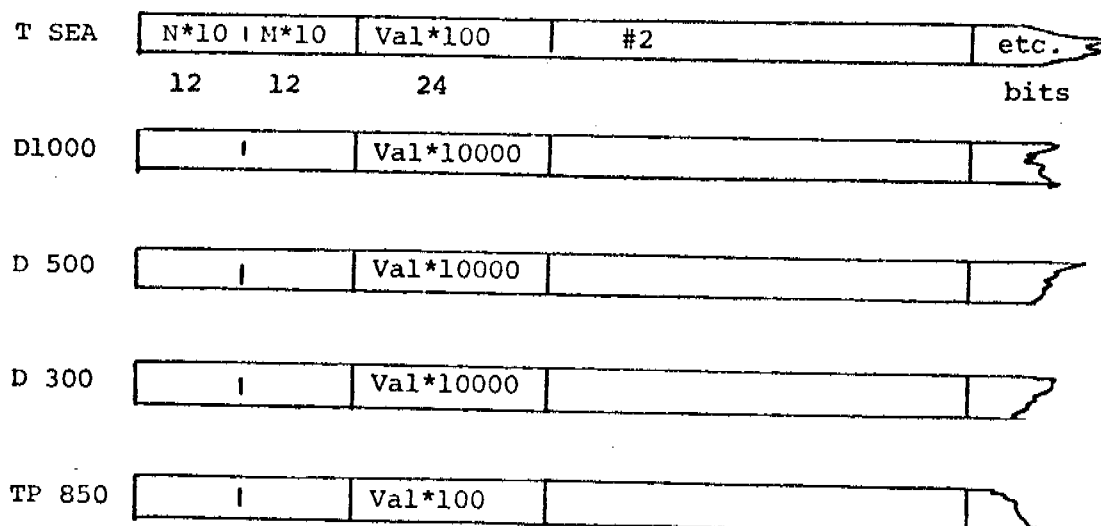 T SEA N*10 M*10 Val*100 #2 etc.
12 12 24 bits
D1000 Val*10000
D 500 Val*10000
D 300 Val*10000
TP 850 Val*100